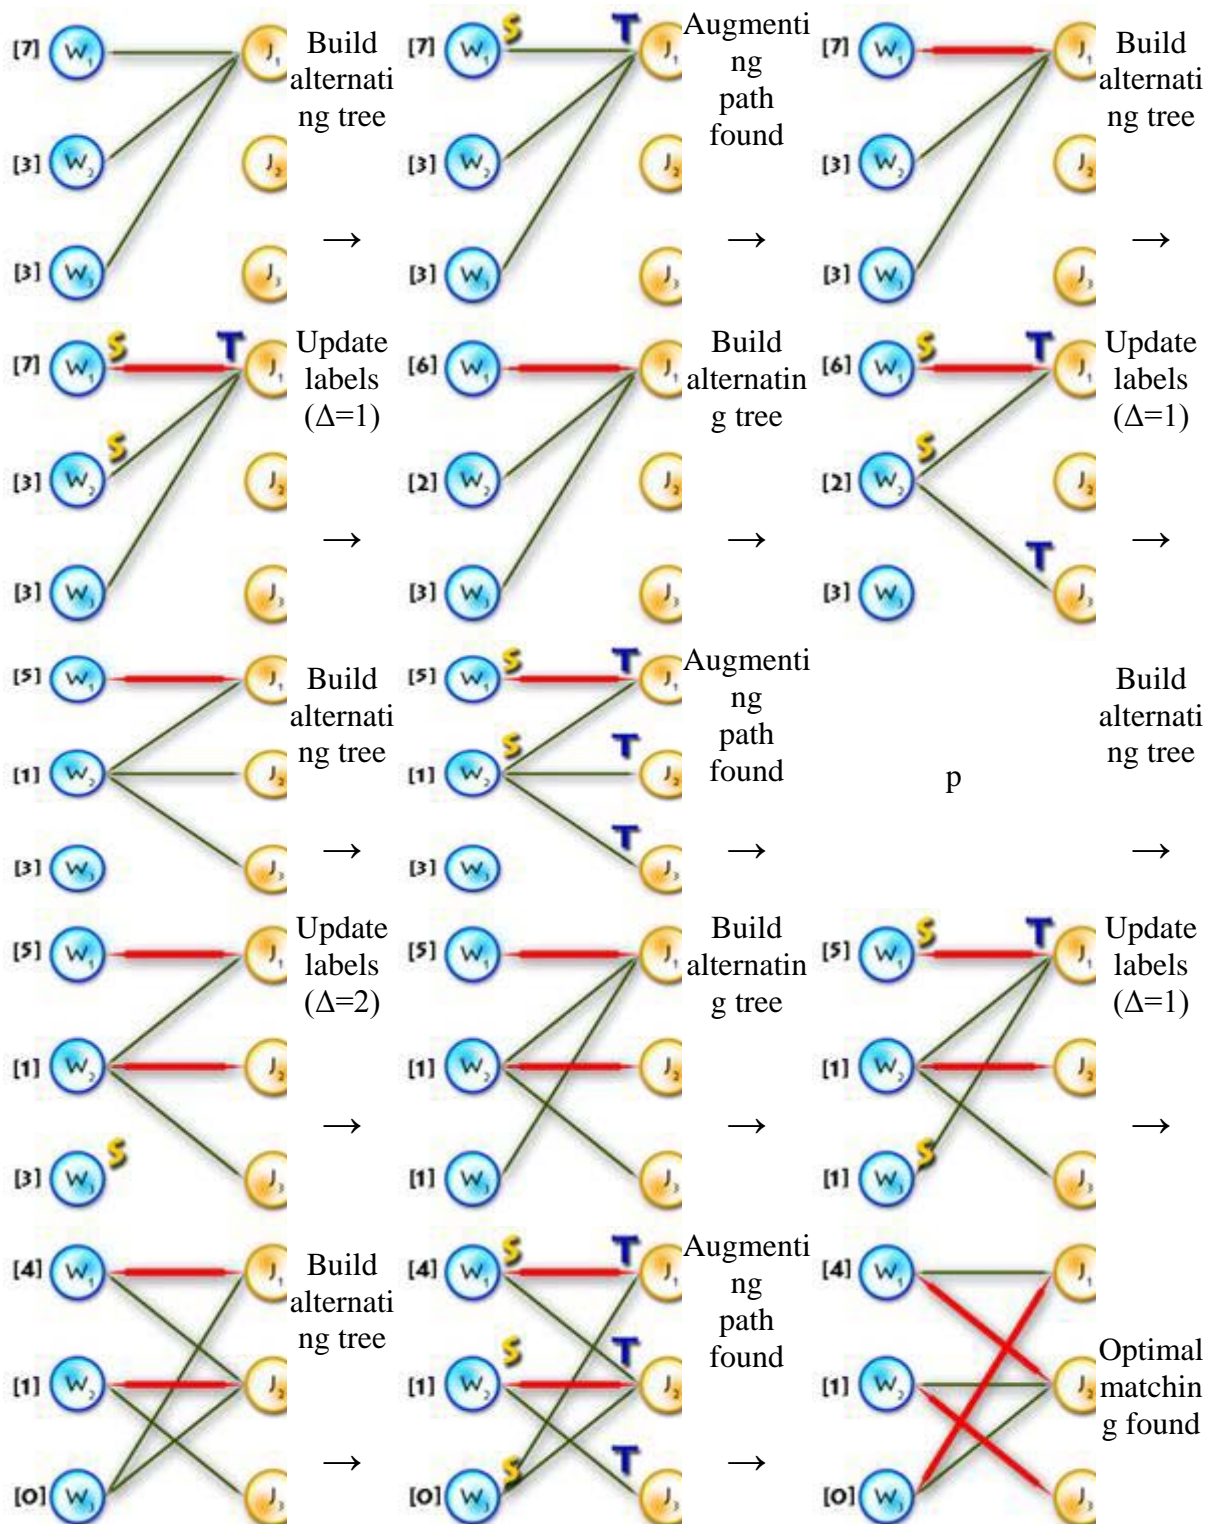 [7] W1 J1 Build [7] W1 S T J1 Augmenti [7] W1 J1 Build
alternati ng alternati
ng tree path ng tree
found
[3] W2 J2 [3] W2 J2 [3] W2 J2
→ → →
[3] W3 J3 [3] W3 J3 [3] W3 J3
[7] W1 S T J1 Update [6] W1 J1 Build [6] W1 S T J1 Update
labels alternatin labels
(Δ=1) g tree (Δ=1)
[3] W2 S J2 [2] W2 J2 [2] W2 S J2
→ → →
[3] W3 J3 [3] W3 J3 [3] W3 T J3
[5] W1 J1 Build [5] W1 S T J1 Augmenti Build
alternati ng alternati
ng tree path ng tree
found
[1] W2 J2 [1] W2 S T J2 p
→ → →
[3] W3 J3 [3] W3 T J3
[5] W1 J1 Update [5] W1 J1 Build [5] W1 S T J1 Update
labels alternatin labels
(Δ=2) g tree (Δ=1)
[1] W2 J2 [1] W2 J2 [1] W2 J2
→ → →
[3] W3 S J3 [1] W3 J3 [1] W3 S J3
[4] W1 J1 Build [4] W1 S T J1 Augmenti [4] W1 J1
alternati ng
ng tree path
found
[1] W2 J2 [1] W2 S T J2 [1] W2 J2 Optimal
matchin
g found
→ →
[0] W3 J3 [0] W3 S T J3 [0] W3 J3